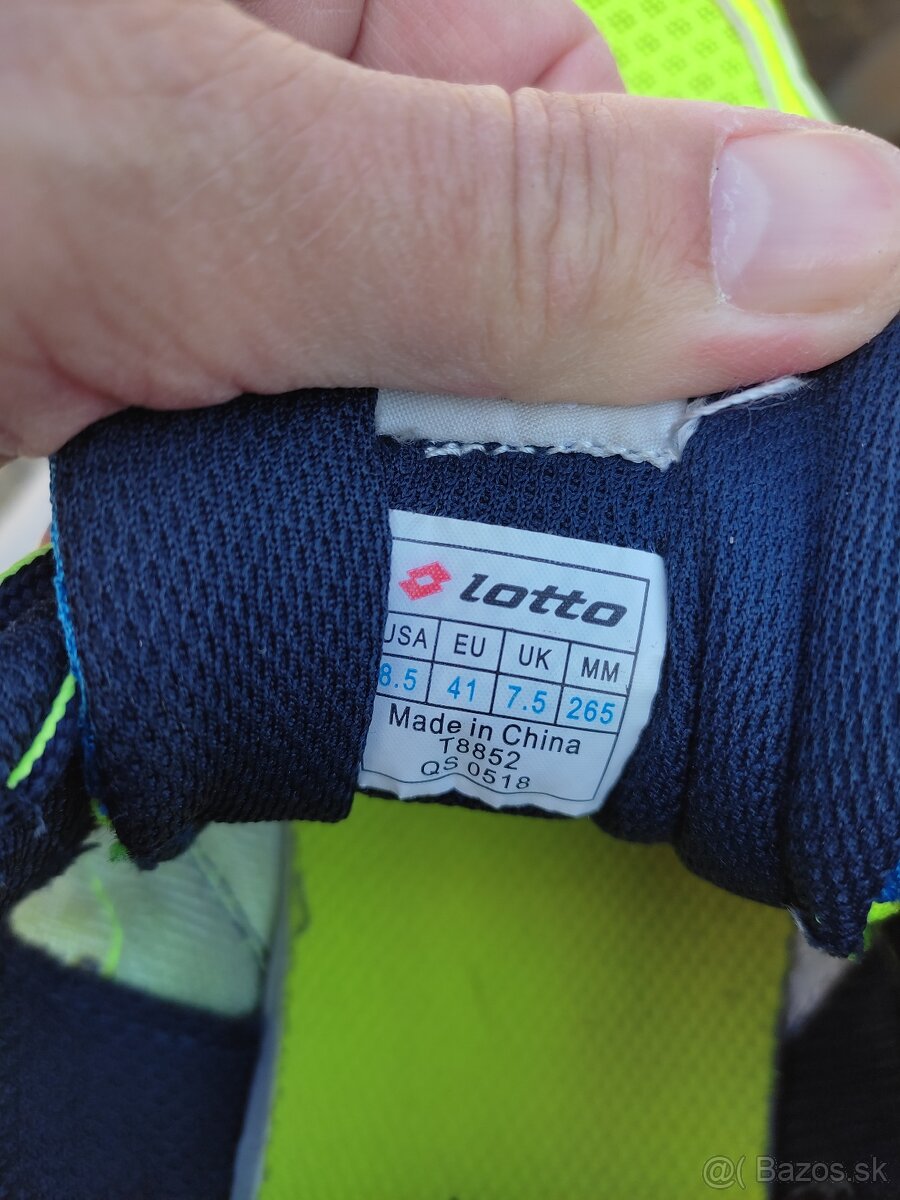 lotto
USA EU UK MM
8.5 41 7.5 265
Made in China
T8852
QS 0518
@( Bazos.sk